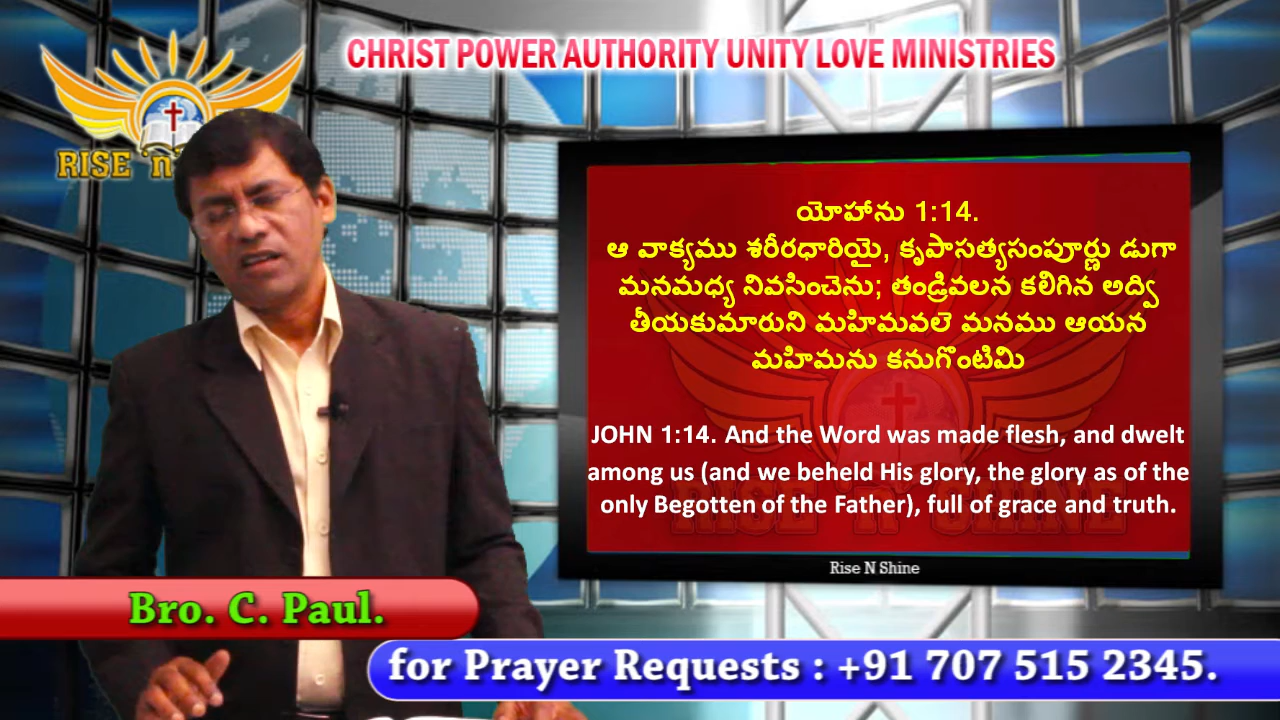 CHRIST POWER AUTHORITY UNITY LOVE MINISTRIES
RISE 'n'
యోహాను 1:14.
ఆ వాక్యము శరీరధారియై, కృపాసత్యసంపూర్ణు డుగా
మనమధ్య నివసించెను; తండ్రివలన కలిగిన అద్వి
తీయకుమారుని మహిమవలె మనము ఆయన
మహిమను కనుగొంటిమి
JOHN 1:14. And the Word was made flesh, and dwelt
among us (and we beheld His glory, the glory as of the
only Begotten of the Father), full of grace and truth.
RISE 'n' SHINE
Rise N Shine
Bro. C. Paul.
for Prayer Requests : +91 707 515 2345.